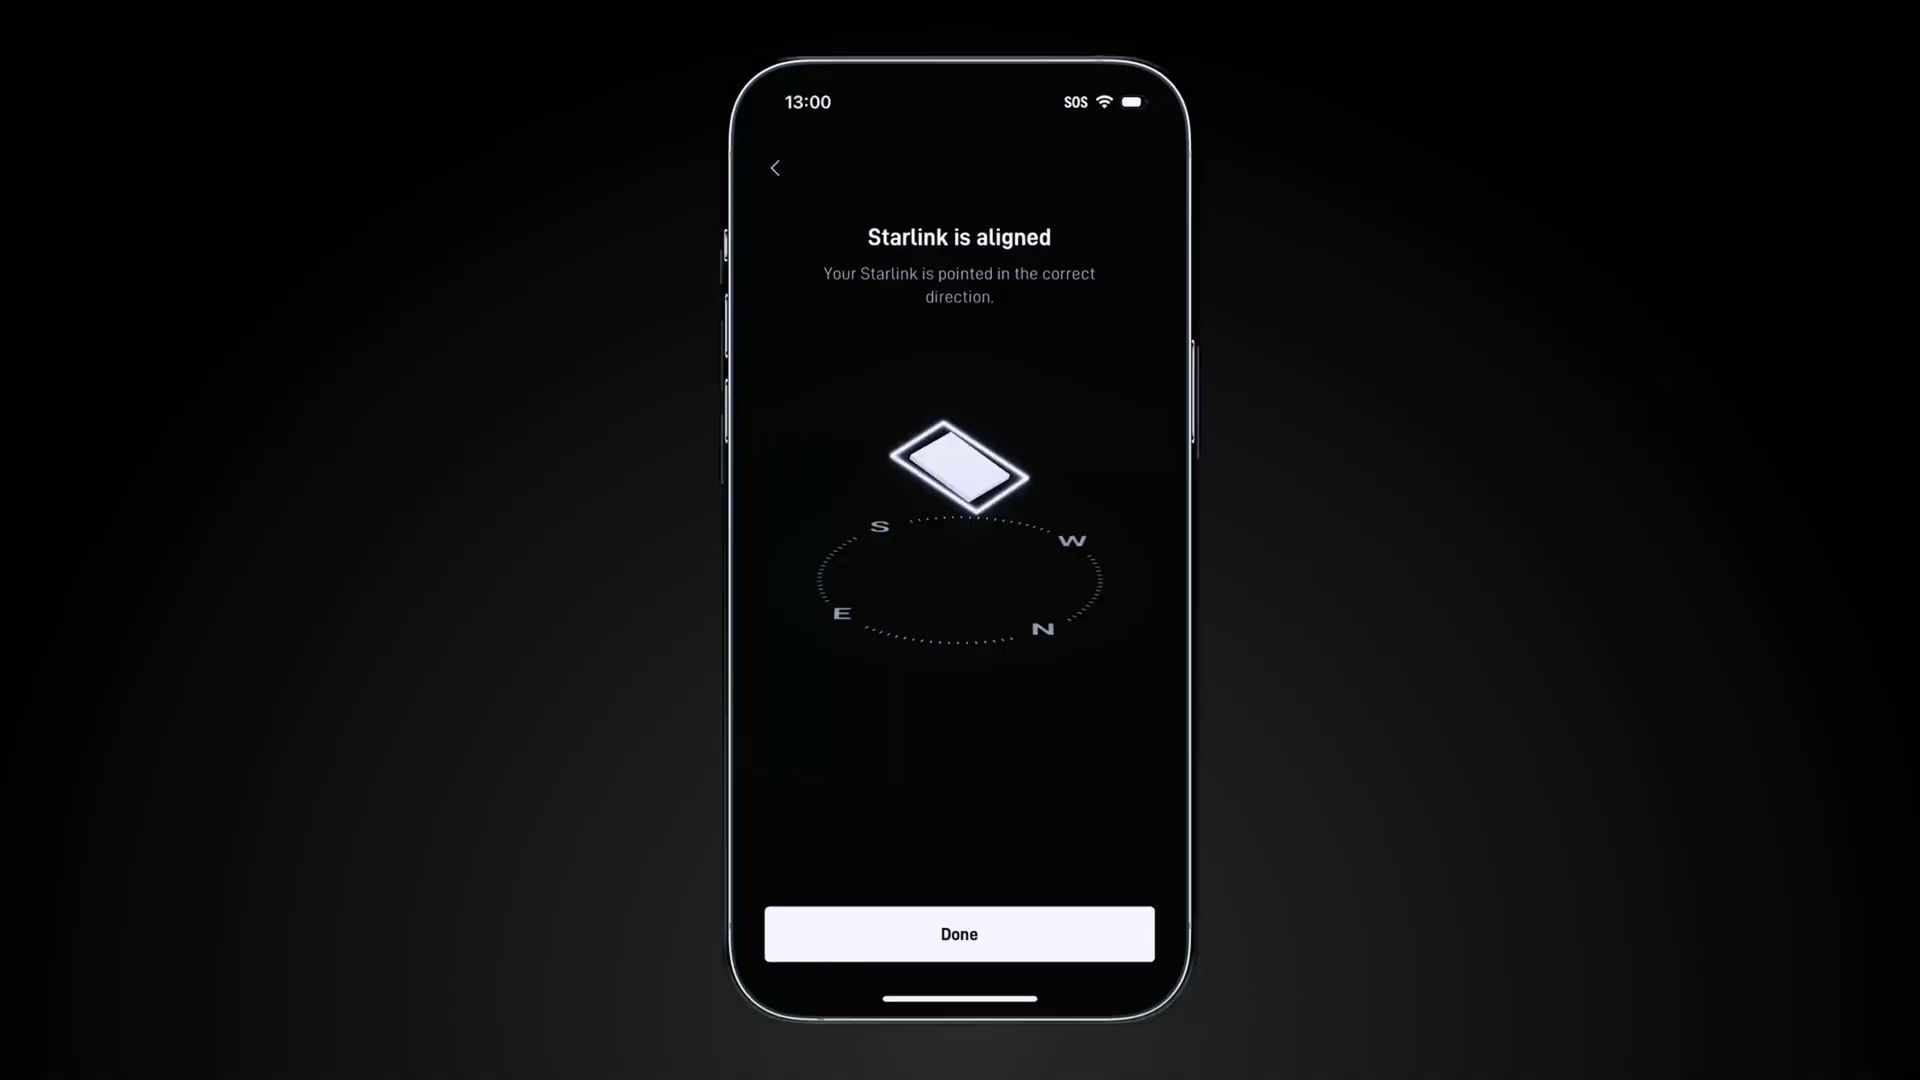 13:00
SOS
Starlink is aligned
Your Starlink is pointed in the correct
direction.
S
W
E
N
Done